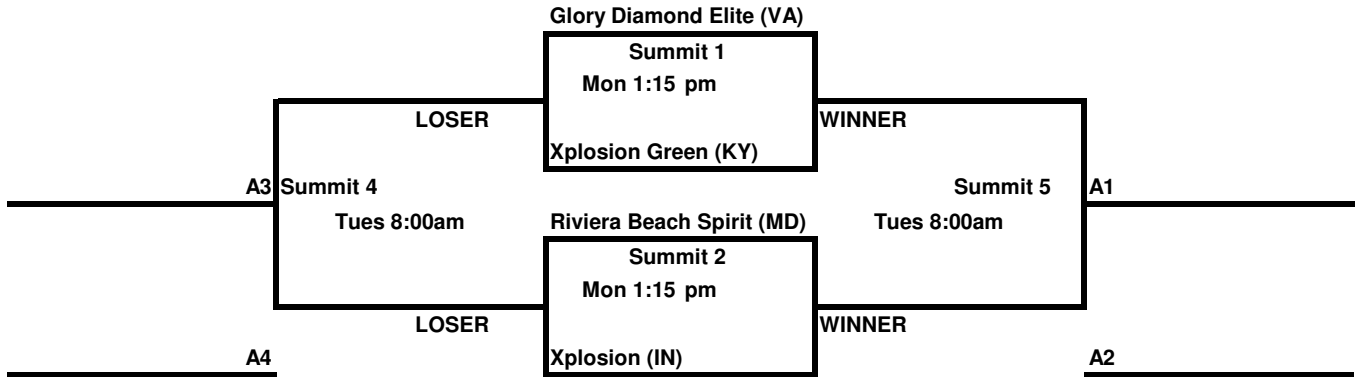 Glory Diamond Elite (VA)
Summit 1
Mon 1:15 pm
LOSER
WINNER
Xplosion Green (KY)
A3 Summit 4
Summit 5 A1
Tues 8:00am
Riviera Beach Spirit (MD)
Tues 8:00am
Summit 2
Mon 1:15 pm
LOSER
WINNER
A4
Xplosion (IN)
A2